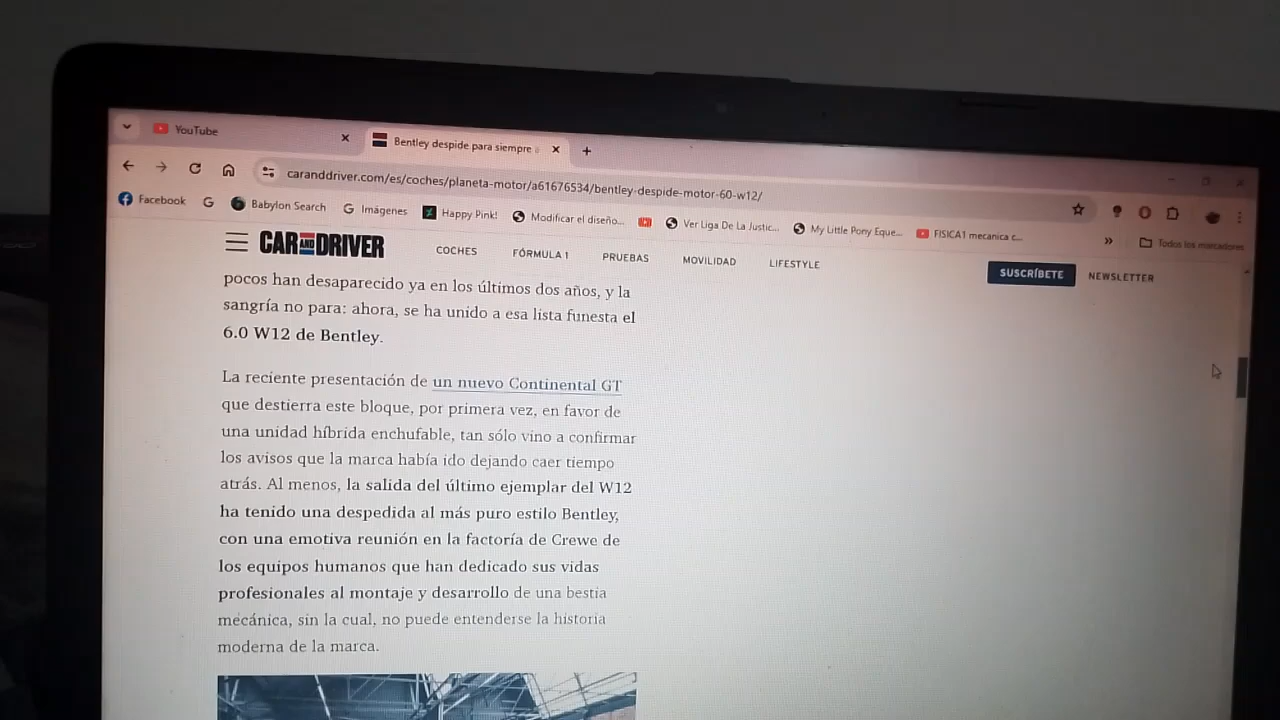 YouTube
Bentley despide para siempre a
caranddriver.com/es/coches/planeta-motor/a61676534/bentley-despide-motor-60-w12/
Facebook
Babylon Search
Imágenes
Happy Pink!
Modificar el diseño...
Ver Liga De La Justic...
My Little Pony Eque...
FISICA1 mecanica c...
»
Todos los marcadores
CAR AND DRIVER
COCHES
FÓRMULA 1
PRUEBAS
MOVILIDAD
LIFESTYLE
SUSCRÍBETE
NEWSLETTER
pocos han desaparecido ya en los últimos dos años, y la
sangría no para: ahora, se ha unido a esa lista funesta el
6.0 W12 de Bentley.
La reciente presentación de un nuevo Continental GT
que destierra este bloque, por primera vez, en favor de
una unidad híbrida enchufable, tan sólo vino a confirmar
los avisos que la marca había ido dejando caer tiempo
atrás. Al menos, la salida del último ejemplar del W12
ha tenido una despedida al más puro estilo Bentley,
con una emotiva reunión en la factoría de Crewe de
los equipos humanos que han dedicado sus vidas
profesionales al montaje y desarrollo de una bestia
mecánica, sin la cual, no puede entenderse la historia
moderna de la marca.